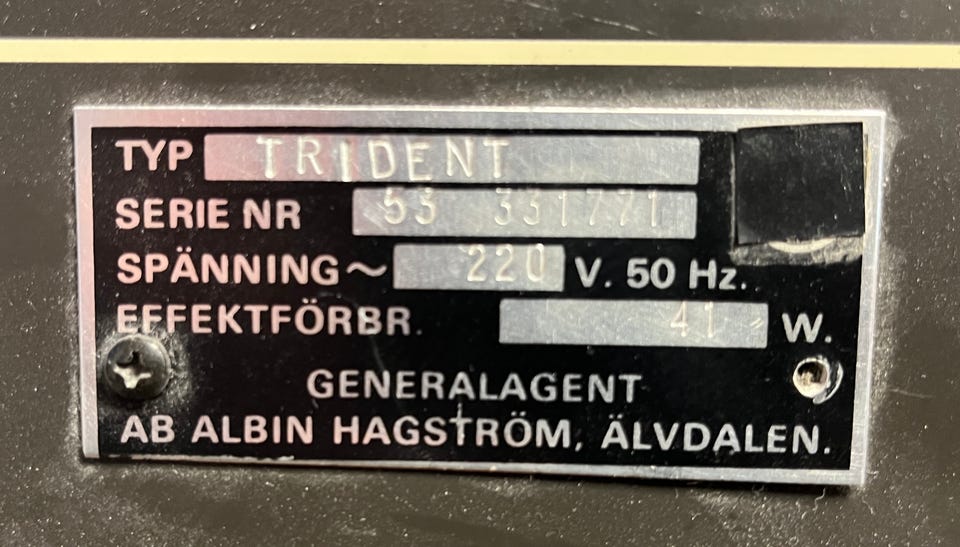 TYP TRIDENT
SERIE NR 53 331771
SPÄNNING ~ 220 V. 50 Hz.
EFFEKTFÖRBR. 41 W.
GENERALAGENT
AB ALBIN HAGSTRÖM, ÄLVDALEN.